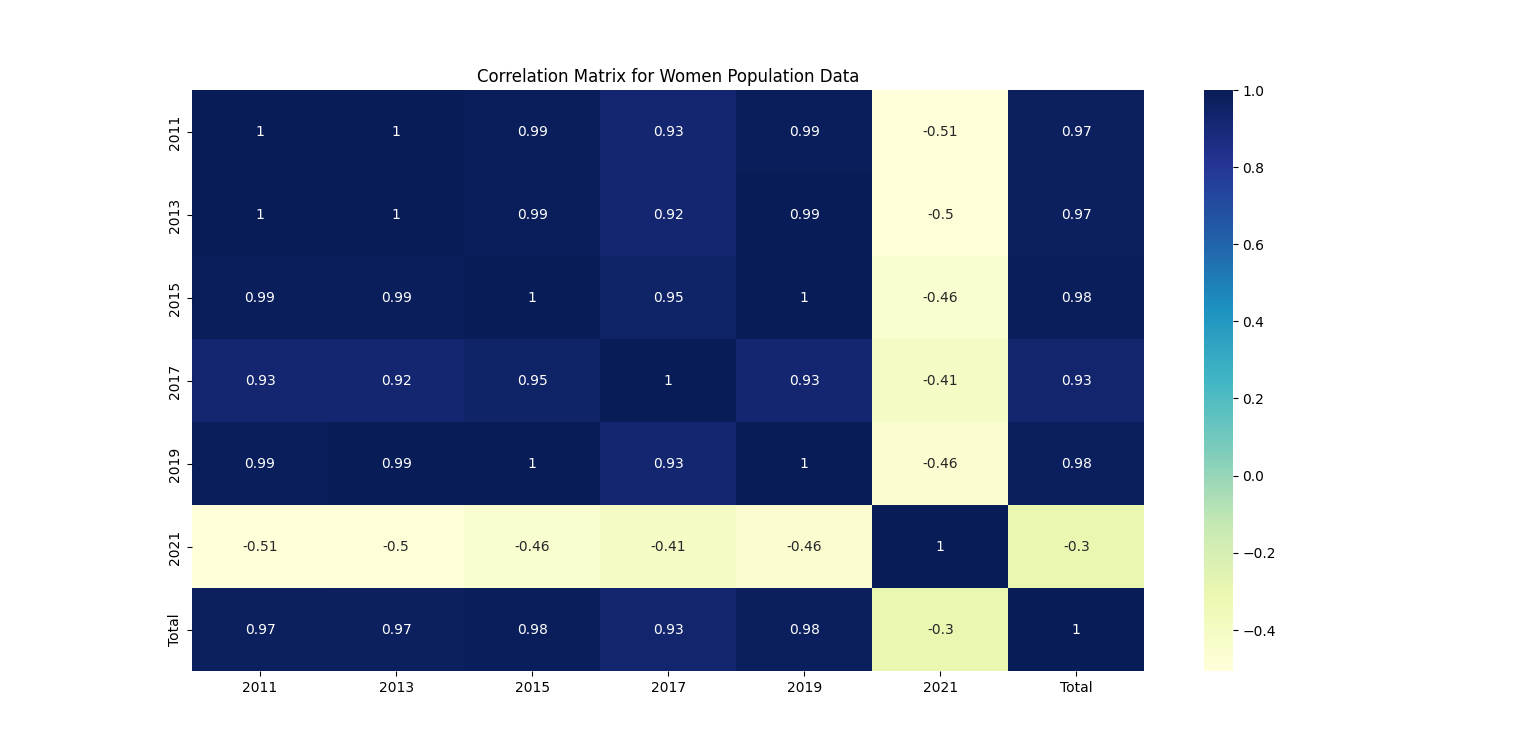 Correlation Matrix for Women Population Data
2011 1 1 0.99 0.93 0.99 -0.51 0.97
2013 1 1 0.99 0.92 0.99 -0.5 0.97
2015 0.99 0.99 1 0.95 1 -0.46 0.98
2017 0.93 0.92 0.95 1 0.93 -0.41 0.93
2019 0.99 0.99 1 0.93 1 -0.46 0.98
2021 -0.51 -0.5 -0.46 -0.41 -0.46 1 -0.3
Total 0.97 0.97 0.98 0.93 0.98 -0.3 1
2011 2013 2015 2017 2019 2021 Total
1.0
0.8
0.6
0.4
0.2
0.0
−0.2
−0.4